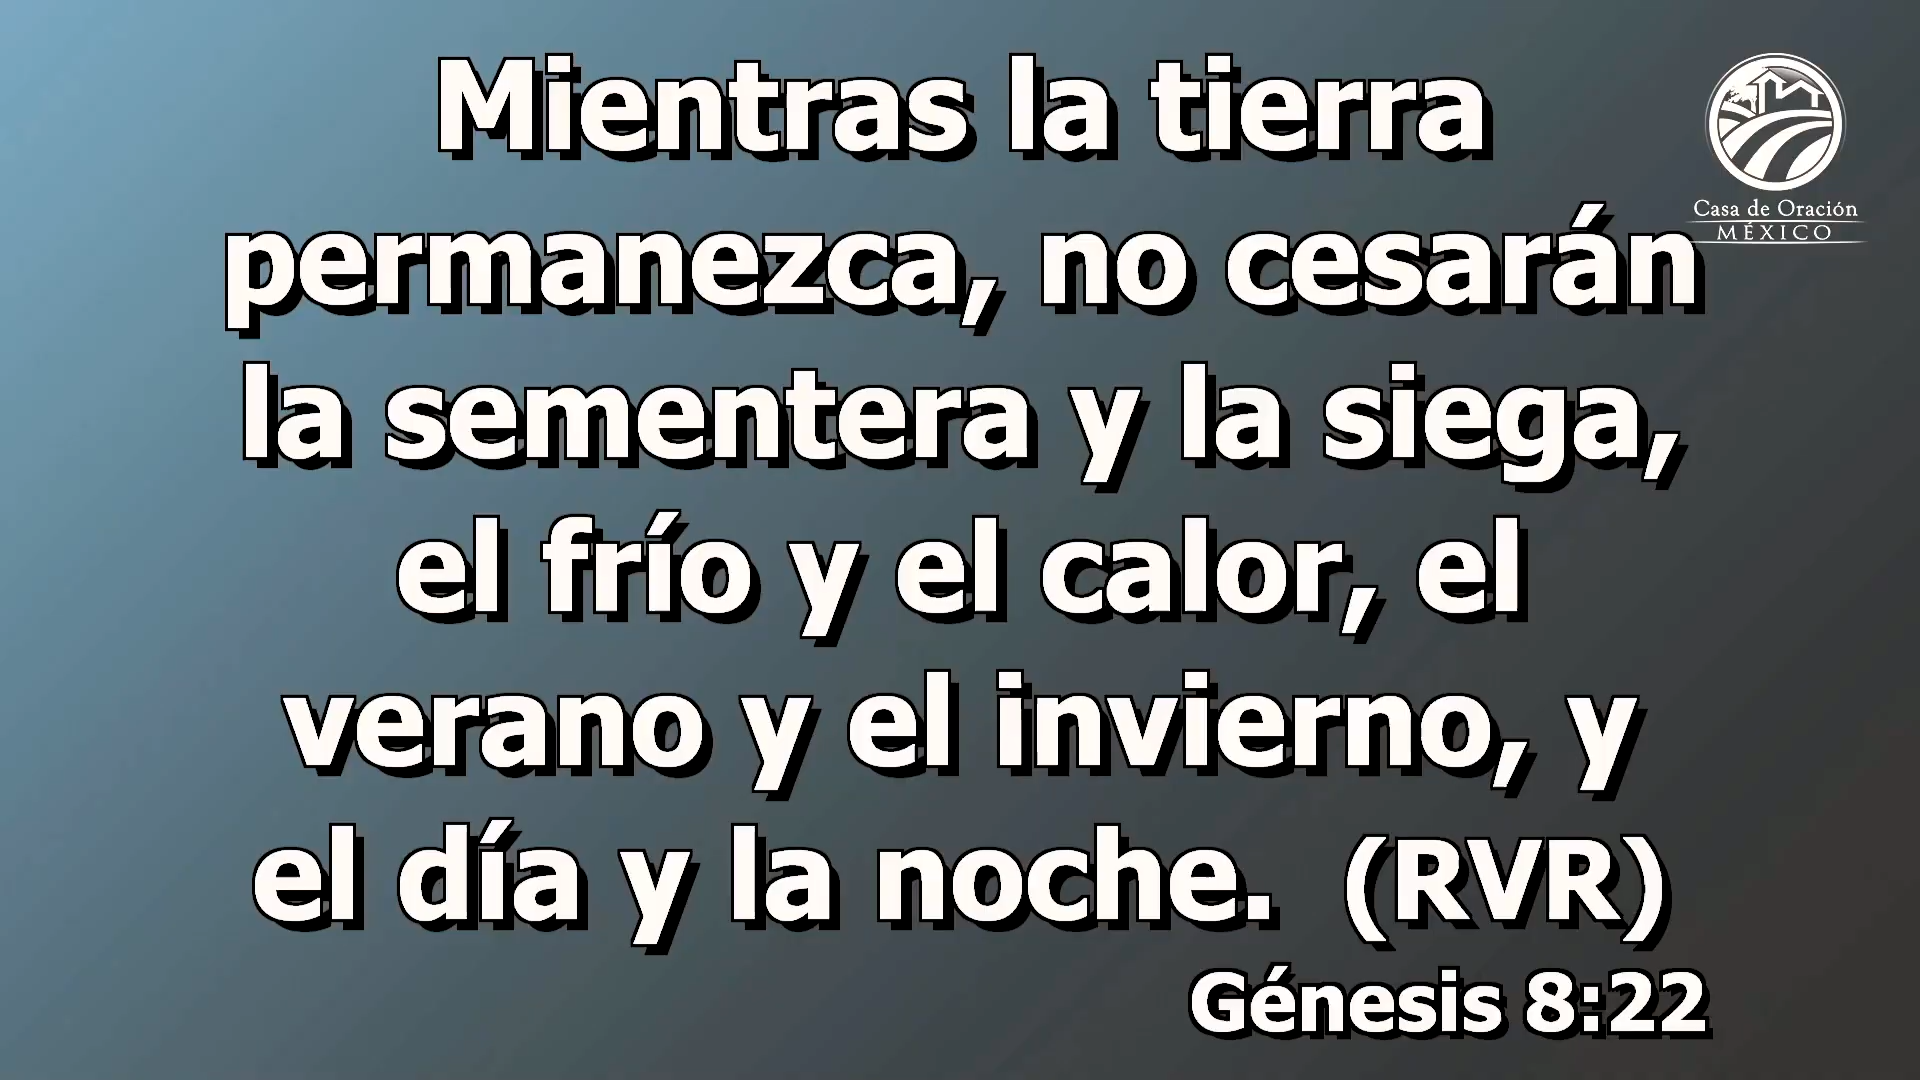 Mientras la tierra
permanezca, no cesarán
la sementera y la siega,
el frío y el calor, el
verano y el invierno, y
el día y la noche.  (RVR)
Génesis 8:22
Casa de Oración
MÉXICO